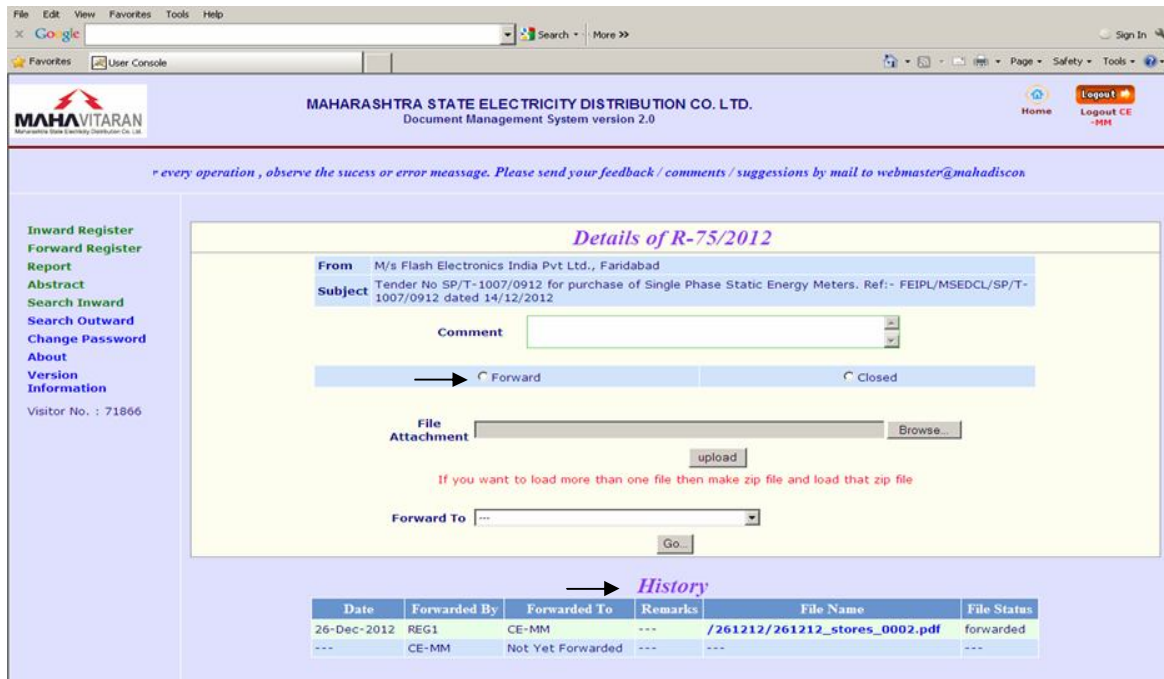 File Edit View Favorites Tools Help
× Google Search More >>
Sign In
Favorites User Console Page Safety Tools
MAHAVITARAN
Maharashtra State Electricity Distribution Co. Ltd.
MAHARASHTRA STATE ELECTRICITY DISTRIBUTION CO. LTD.
Document Management System version 2.0
Home
Logout
Logout CE
-MM
r every operation , observe the sucess or error meassage. Please send your feedback / comments / suggestions by mail to webmaster@mahadiscon
Inward Register
Forward Register
Report
Abstract
Search Inward
Search Outward
Change Password
About
Version
Information
Visitor No. : 71866
Details of R-75/2012
From M/s Flash Electronics India Pvt Ltd., Faridabad
Subject Tender No SP/T-1007/0912 for purchase of Single Phase Static Energy Meters. Ref:- FEIPL/MSEDCL/SP/T-
1007/0912 dated 14/12/2012
Comment
Forward Closed
File
Attachment Browse...
upload
If you want to load more than one file then make zip file and load that zip file
Forward To ---
Go...
History
Date Forwarded By Forwarded To Remarks File Name File Status
26-Dec-2012 REG1 CE-MM --- /261212/261212_stores_0002.pdf forwarded
--- CE-MM Not Yet Forwarded --- --- ---